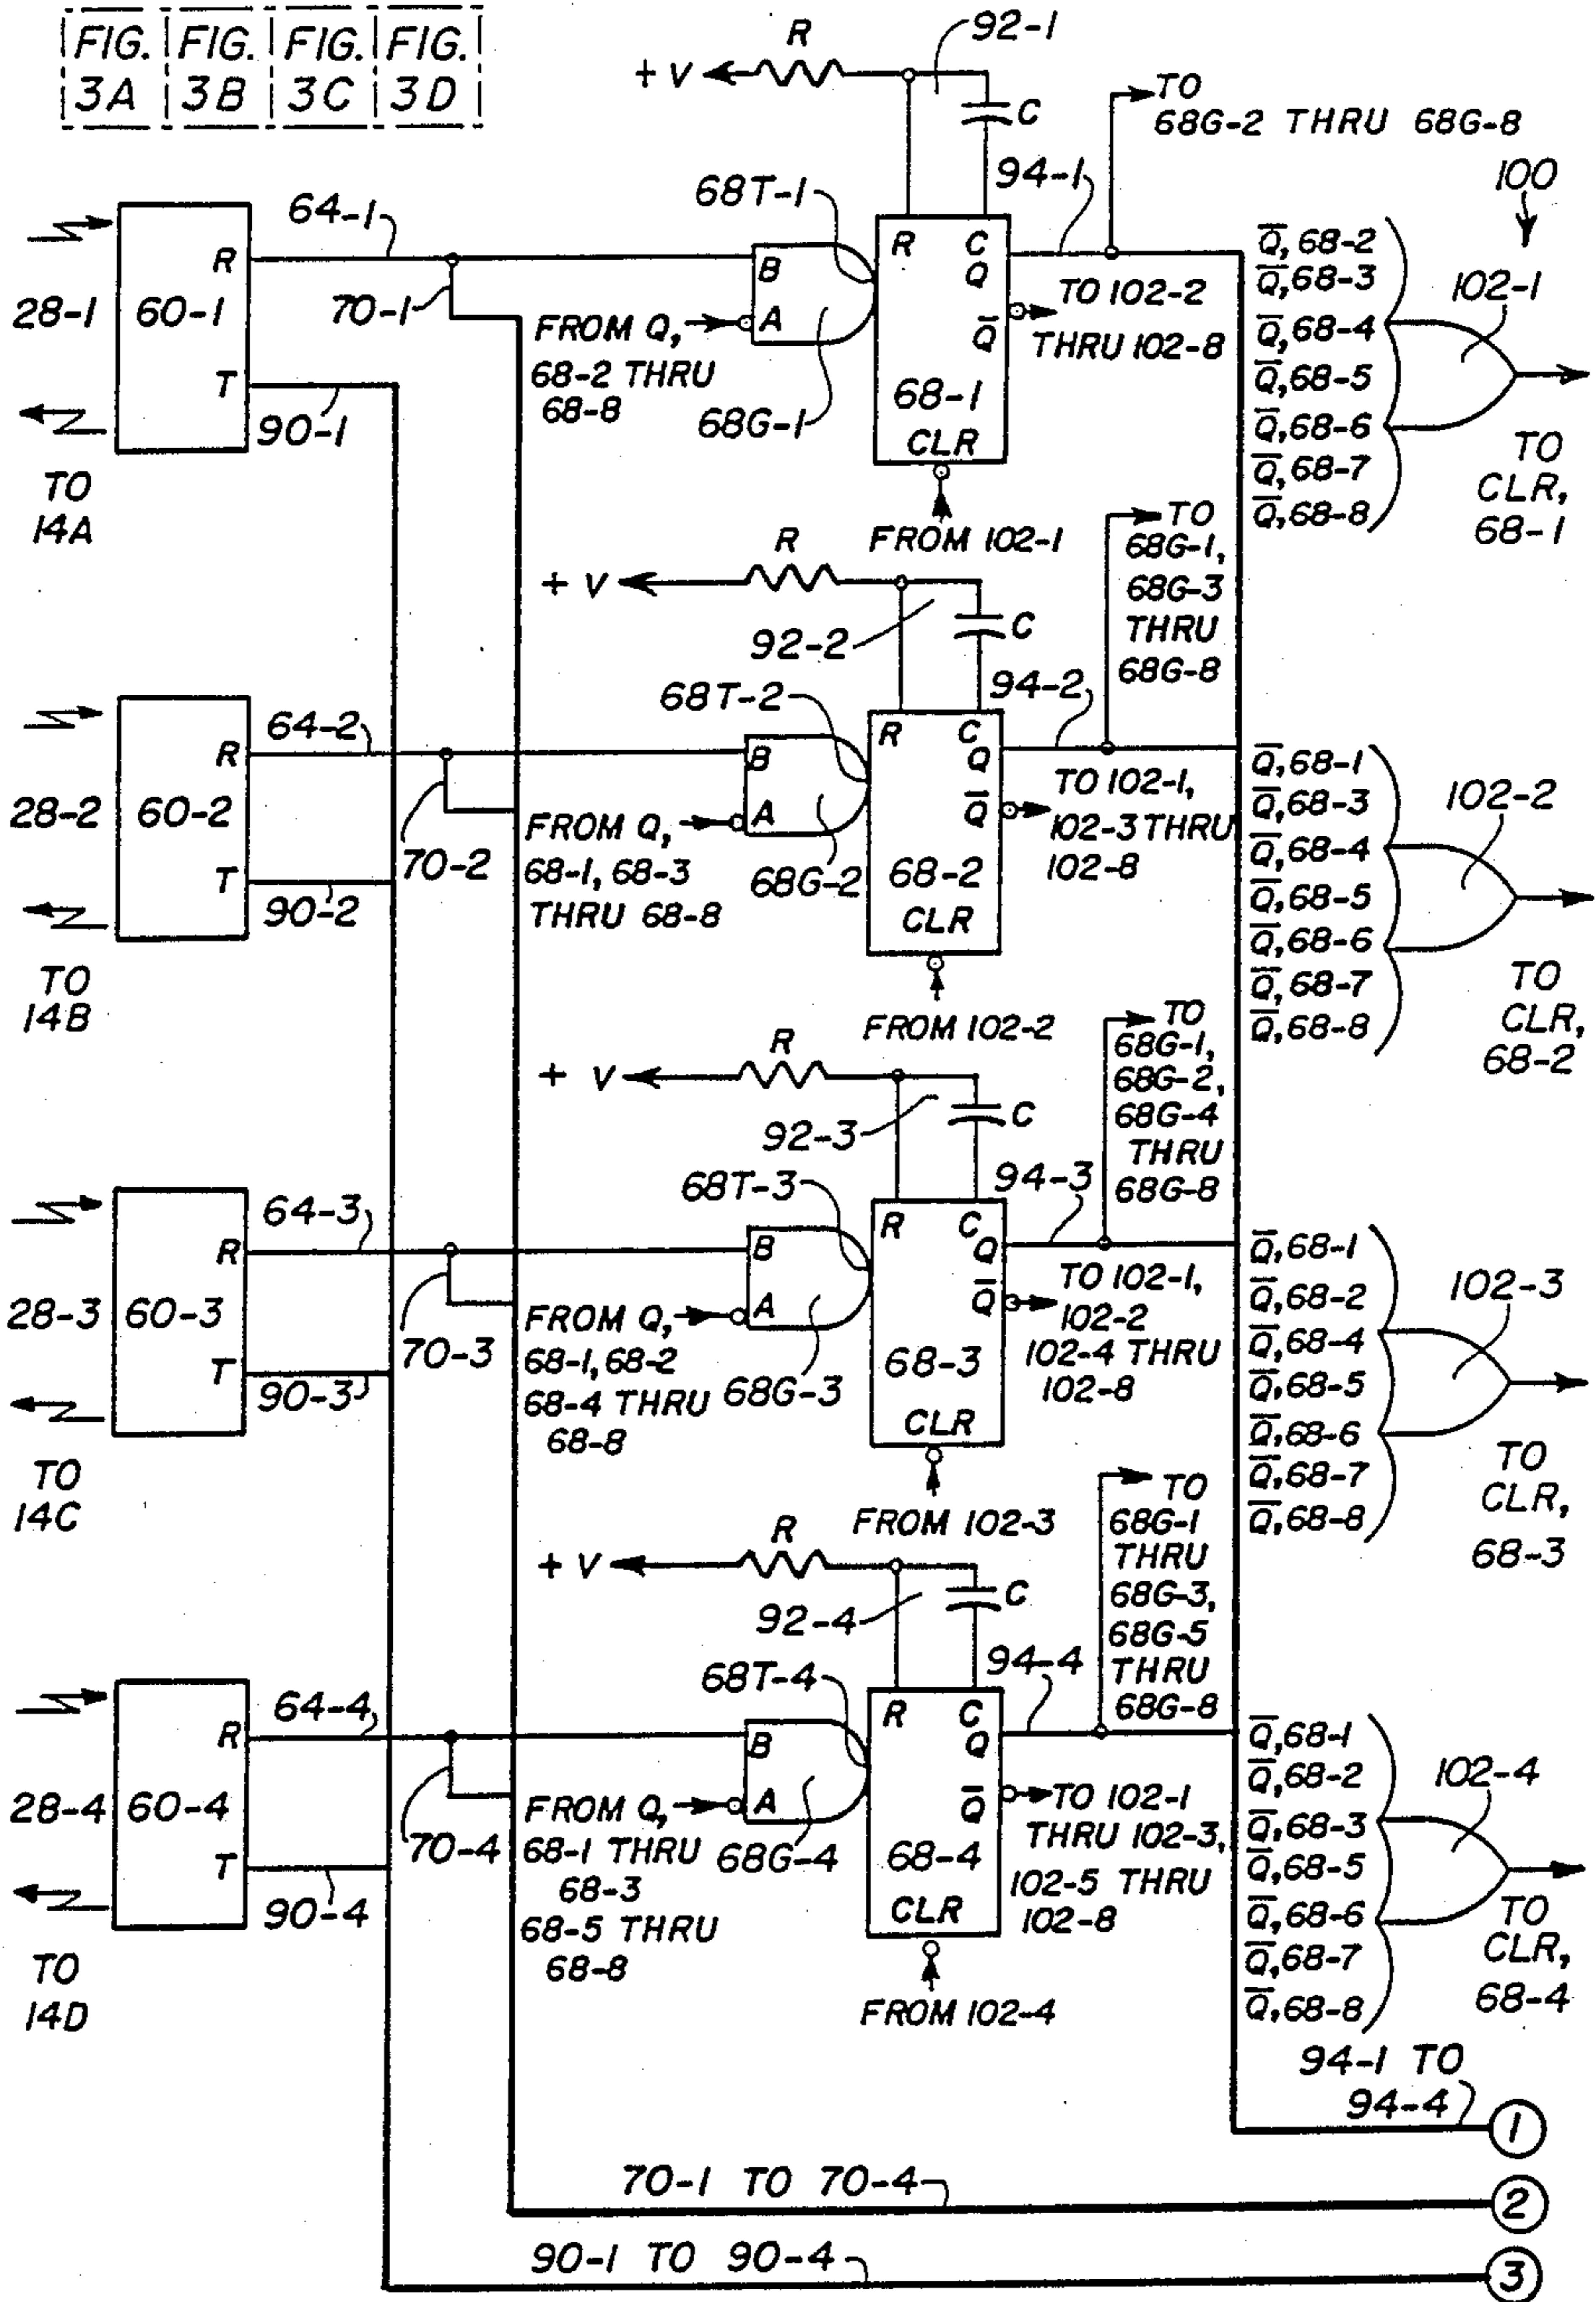 FIG. 3A
FIG. 3B
FIG. 3C
FIG. 3D
+ V
R
92-1
C
TO
68G-2 THRU 68G-8
94-1
100
68T-1
64-1
28-1
60-1
R
T
70-1
90-1
TO
14A
B
A
FROM Q,
68-2 THRU
68-8
68G-1
R
C
Q
Q̅
68-1
CLR
TO 102-2
THRU 102-8
FROM 102-1
Q̅,68-2
Q̅,68-3
Q̅,68-4
Q̅,68-5
Q̅,68-6
Q̅,68-7
Q̅,68-8
102-1
TO
CLR,
68-1
+ V
R
92-2
C
TO
68G-1,
68G-3
THRU
68G-8
94-2
68T-2
64-2
28-2
60-2
R
T
70-2
90-2
TO
14B
B
A
FROM Q,
68-1, 68-3
THRU 68-8
68G-2
R
C
Q
Q̅
68-2
CLR
TO 102-1,
102-3 THRU
102-8
FROM 102-2
Q̅,68-1
Q̅,68-3
Q̅,68-4
Q̅,68-5
Q̅,68-6
Q̅,68-7
Q̅,68-8
102-2
TO
CLR,
68-2
+ V
R
92-3
C
TO
68G-1,
68G-2,
68G-4
THRU
68G-8
94-3
68T-3
64-3
28-3
60-3
R
T
70-3
90-3
TO
14C
B
A
FROM Q,
68-1, 68-2
68-4 THRU
68-8
68G-3
R
C
Q
Q̅
68-3
CLR
TO 102-1,
102-2
102-4 THRU
102-8
FROM 102-3
Q̅,68-1
Q̅,68-2
Q̅,68-4
Q̅,68-5
Q̅,68-6
Q̅,68-7
Q̅,68-8
102-3
TO
CLR,
68-3
+ V
R
92-4
C
TO
68G-1
THRU
68G-3,
68G-5
THRU
68G-8
94-4
68T-4
64-4
28-4
60-4
R
T
70-4
90-4
TO
14D
B
A
FROM Q,
68-1 THRU
68-3
68-5 THRU
68-8
68G-4
R
C
Q
Q̅
68-4
CLR
TO 102-1
THRU 102-3,
102-5 THRU
102-8
FROM 102-4
Q̅,68-1
Q̅,68-2
Q̅,68-3
Q̅,68-5
Q̅,68-6
Q̅,68-7
Q̅,68-8
102-4
TO
CLR,
68-4
94-1 TO
94-4
1
70-1 TO 70-4
2
90-1 TO 90-4
3